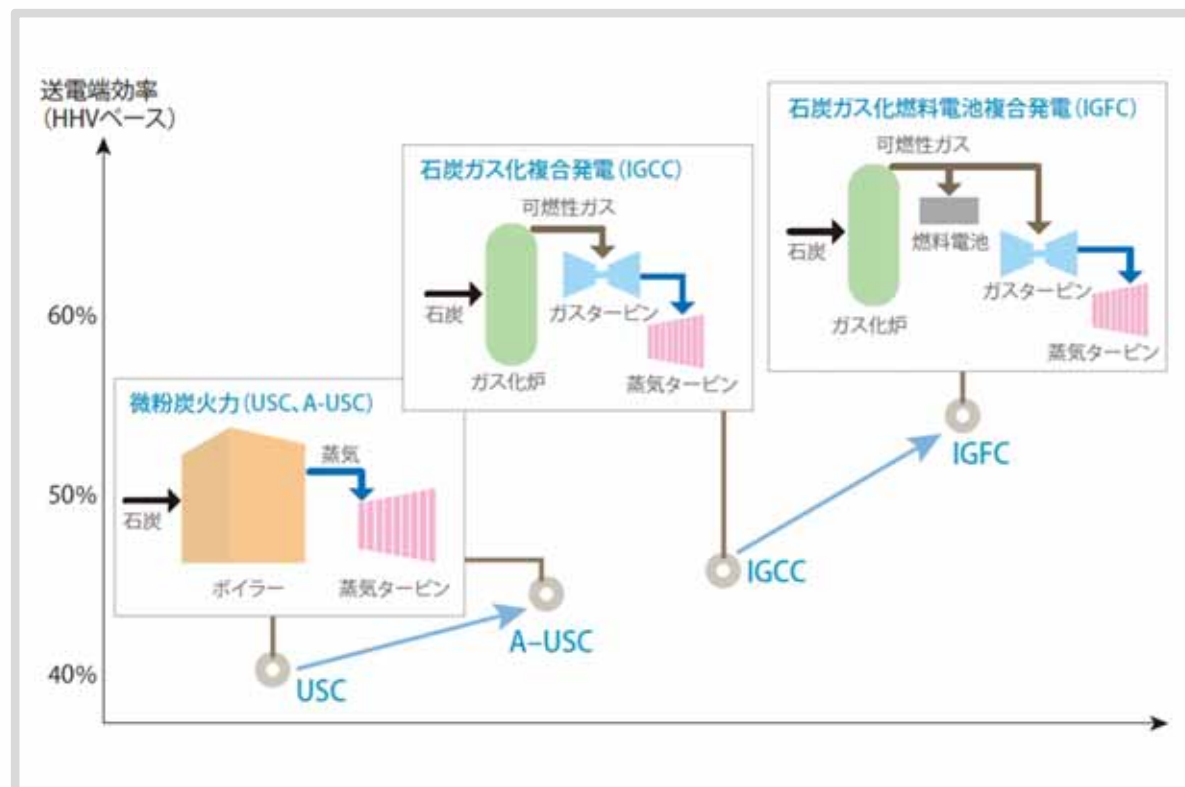 送電端効率
(HHVベース)
60%
50%
40%
微粉炭火力(USC、A-USC)
石炭
蒸気
ボイラー
蒸気タービン
USC
A–USC
石炭ガス化複合発電(IGCC)
可燃性ガス
石炭
ガスタービン
ガス化炉
蒸気タービン
IGCC
石炭ガス化燃料電池複合発電(IGFC)
可燃性ガス
石炭
燃料電池
ガスタービン
ガス化炉
蒸気タービン
IGFC